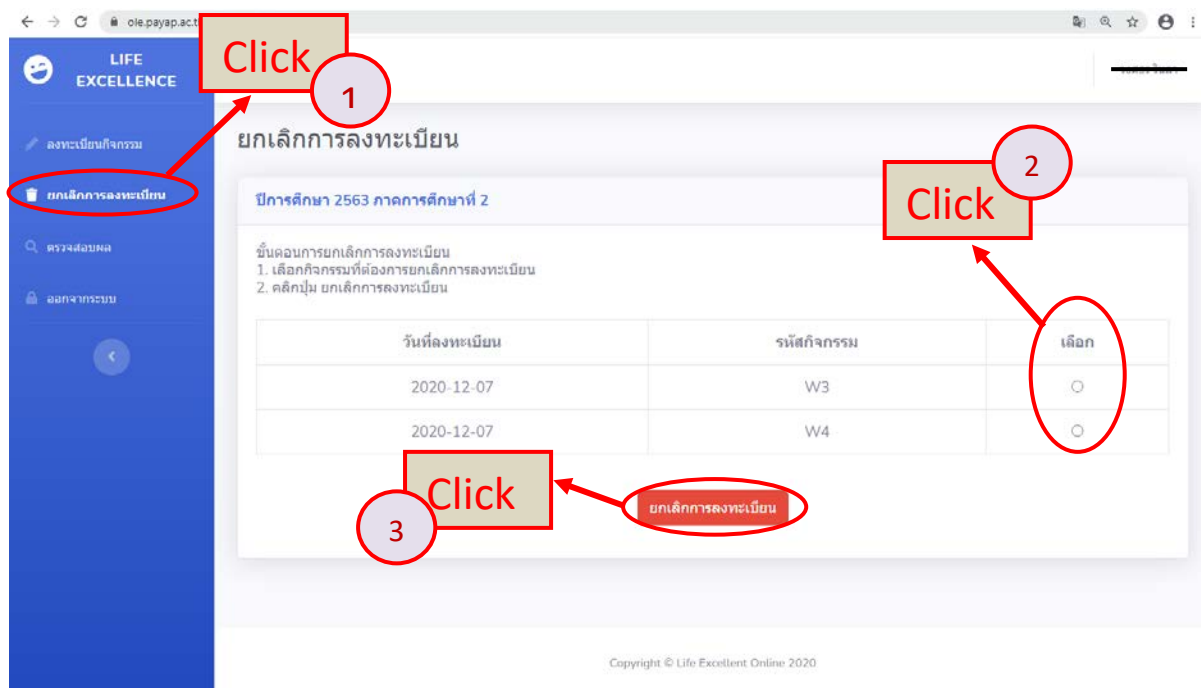 ole.payap.ac.t
LIFE
EXCELLENCE
Click
1
ลงทะเบียนกิจกรรม
ยกเลิกการลงทะเบียน
ตรวจสอบผล
ออกจากระบบ
ยกเลิกการลงทะเบียน
2
Click
ปีการศึกษา 2563 ภาคการศึกษาที่ 2
ขั้นตอนการยกเลิกการลงทะเบียน
1. เลือกกิจกรรมที่ต้องการยกเลิกการลงทะเบียน
2. คลิกปุ่ม ยกเลิกการลงทะเบียน
วันที่ลงทะเบียน รหัสกิจกรรม เลือก
2020-12-07 W3
2020-12-07 W4
Click
3
ยกเลิกการลงทะเบียน
Copyright © Life Excellent Online 2020